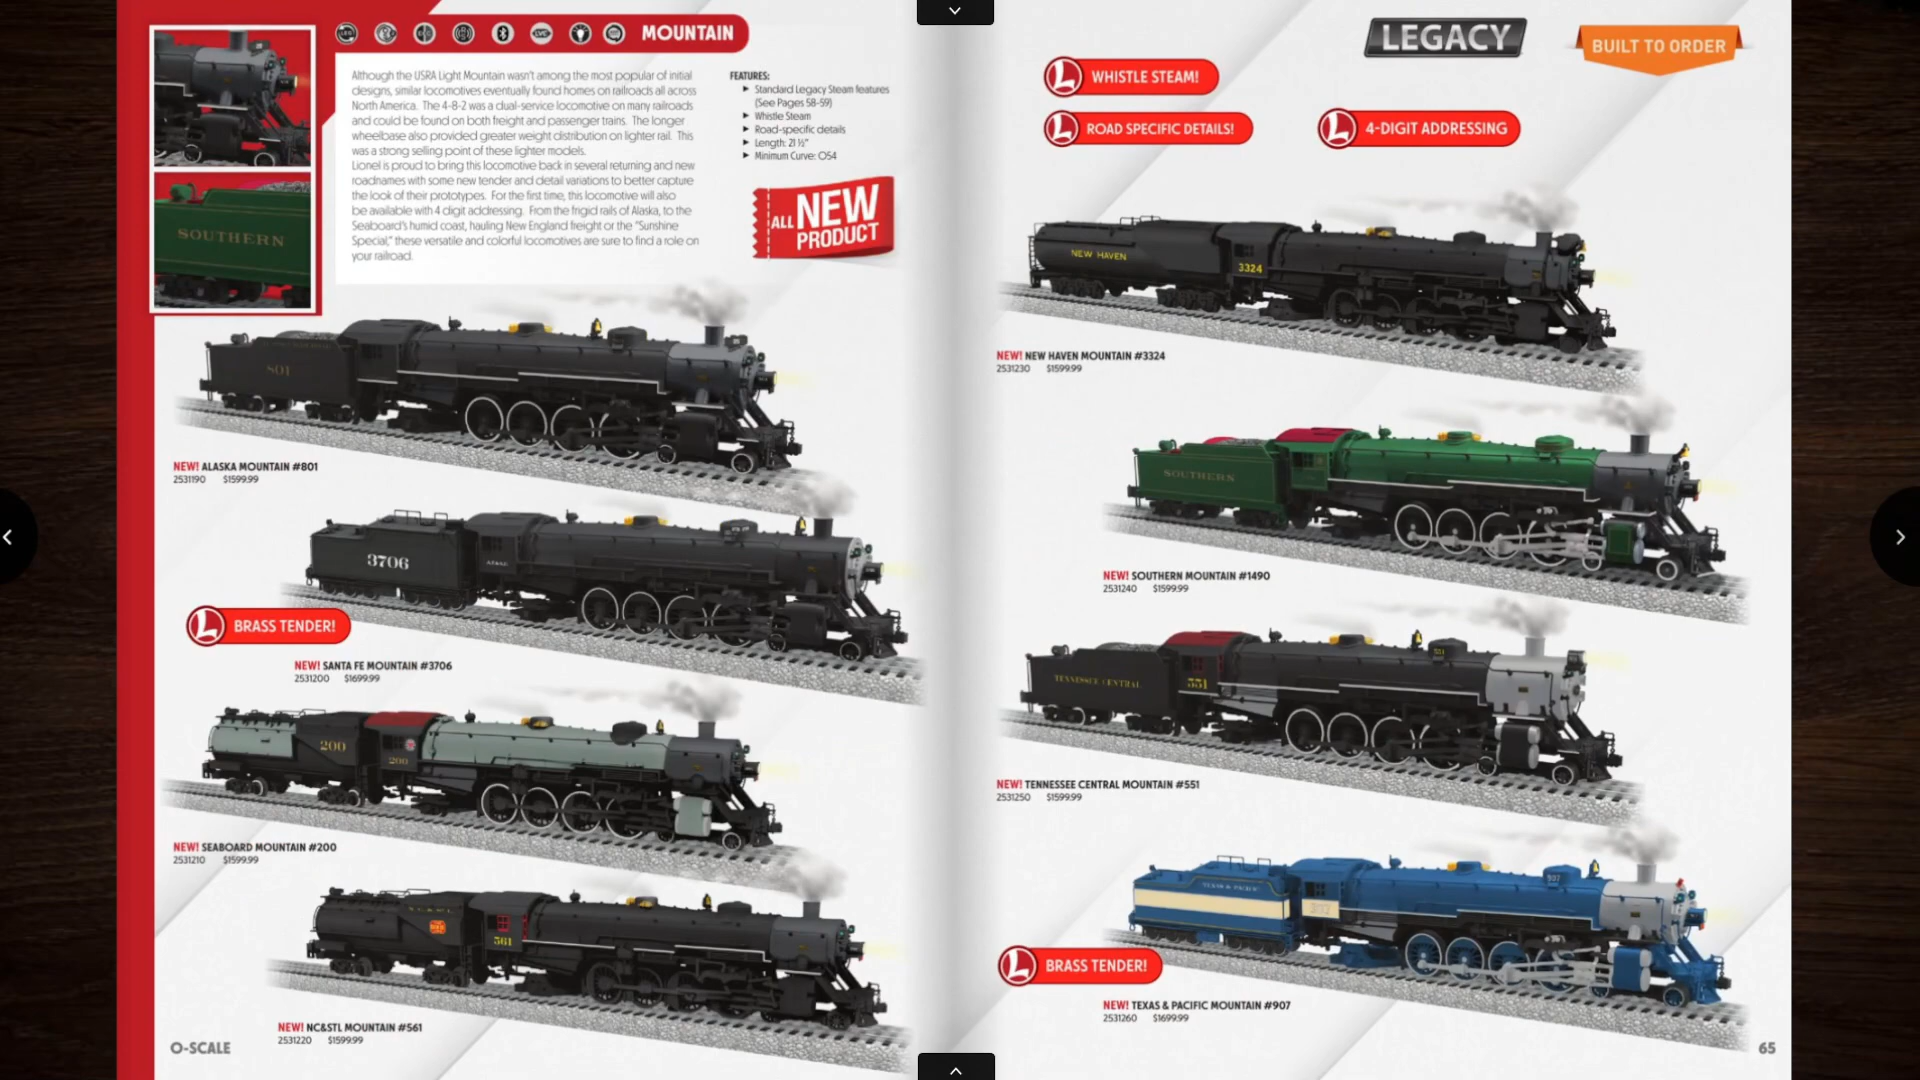 MOUNTAIN
Although the USRA Light Mountain wasn't among the most popular of initial
designs, similar locomotives eventually found homes on railroads all across
North America. The 4-8-2 was a dual-service locomotive on many railroads
and could be found on both freight and passenger trains. The longer
wheelbase also provided greater weight distribution on lighter rail. This
was a strong selling point of these lighter models.
Lionel is proud to bring this locomotive back in several returning and new
roadnames with some new tender and detail variations to better capture
the look of their prototypes. For the first time, this locomotive will also
be available with 4 digit addressing. From the frigid rails of Alaska, to the
Seaboard's humid coast, hauling New England freight or the "Sunshine
Special," these versatile and colorful locomotives are sure to find a role on
your railroad.
FEATURES:
Standard Legacy Steam features
(See Pages 58-59)
Whistle Steam
Road-specific details
Length: 21 ½"
Minimum Curve: O54
ALL NEW
PRODUCT
SOUTHERN
801
NEW! ALASKA MOUNTAIN #801
2531190 $1599.99
3706
BRASS TENDER!
NEW! SANTA FE MOUNTAIN #3706
2531200 $1699.99
200
200
NEW! SEABOARD MOUNTAIN #200
2531210 $1599.99
561
NEW! NC&STL MOUNTAIN #561
2531220 $1599.99
O-SCALE
LEGACY
BUILT TO ORDER
L WHISTLE STEAM!
L ROAD SPECIFIC DETAILS!
L 4-DIGIT ADDRESSING
NEW HAVEN
3324
NEW! NEW HAVEN MOUNTAIN #3324
2531230 $1599.99
SOUTHERN
NEW! SOUTHERN MOUNTAIN #1490
2531240 $1599.99
TENNESSEE CENTRAL
551
551
NEW! TENNESSEE CENTRAL MOUNTAIN #551
2531250 $1599.99
TEXAS & PACIFIC
907
907
L BRASS TENDER!
NEW! TEXAS & PACIFIC MOUNTAIN #907
2531260 $1699.99
65